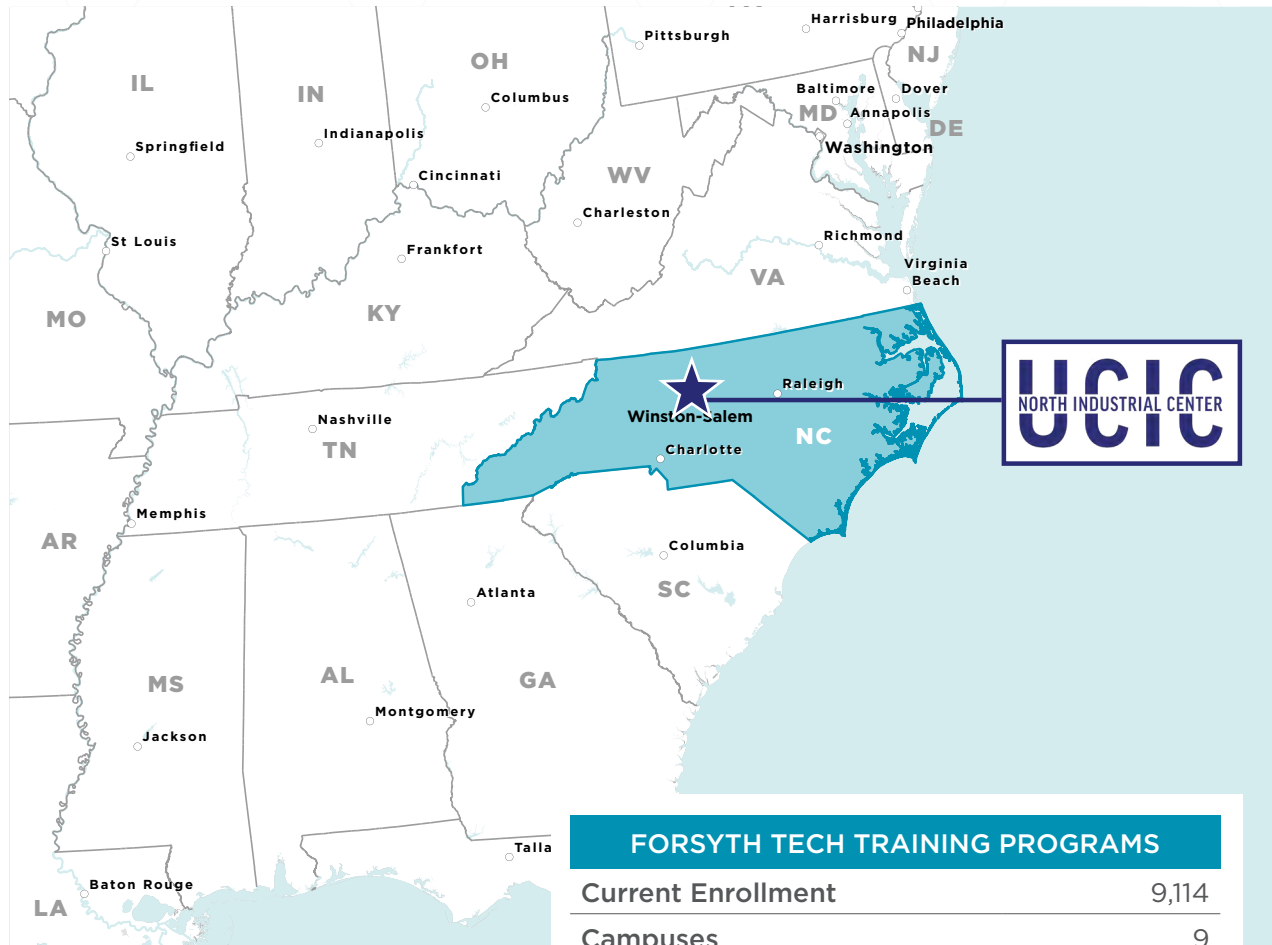 Harrisburg
Philadelphia
Pittsburgh
NJ
OH
IL
IN
Columbus
Baltimore
Dover
MD
Annapolis
DE
Indianapolis
Springfield
Washington
Cincinnati
WV
Charleston
St Louis
Frankfort
Richmond
Virginia
Beach
VA
MO
KY
UCIC
NORTH INDUSTRIAL CENTER
Raleigh
Winston-Salem
NC
Nashville
TN
Charlotte
Memphis
AR
Columbia
SC
Atlanta
MS
AL
GA
Montgomery
Jackson
FORSYTH TECH TRAINING PROGRAMS
Talla
Current Enrollment 9,114
Baton Rouge
LA
Campuses 9